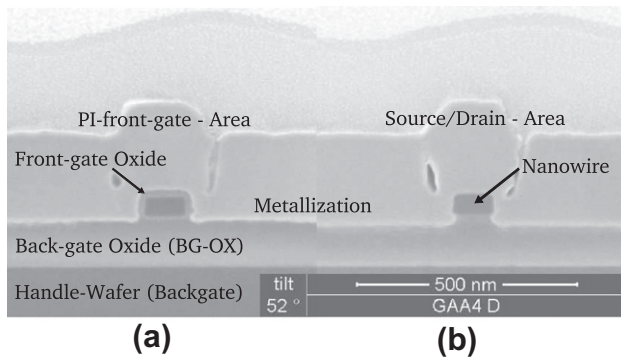 PI-front-gate - Area
Source/Drain - Area
Front-gate Oxide
Nanowire
Metallization
Back-gate Oxide (BG-OX)
Handle-Wafer (Backgate)
tilt
52 °
500 nm
GAA4 D
(a)
(b)